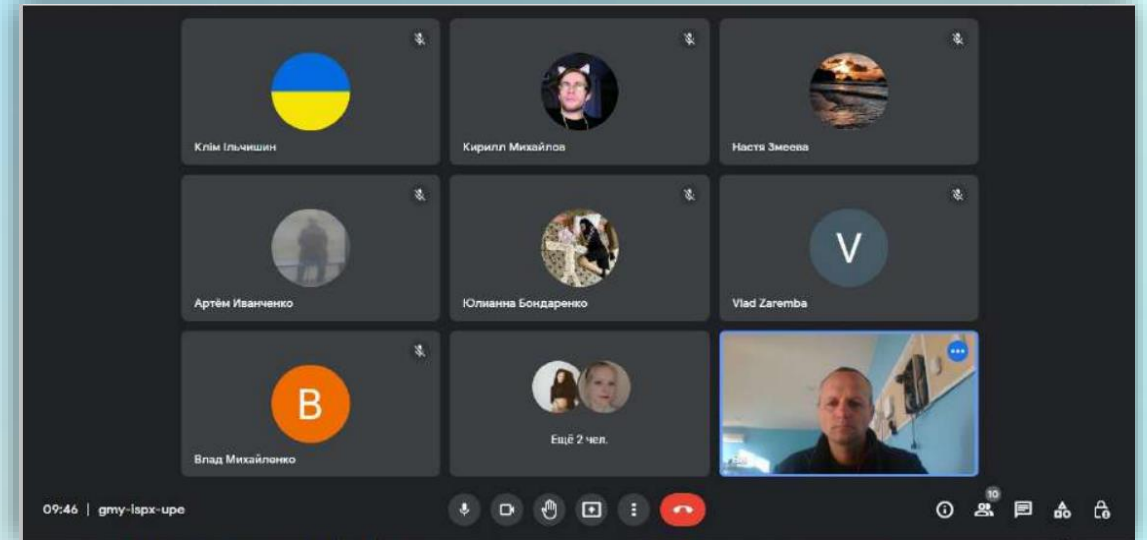 Клім Ільчишин
Кирилл Михайлов
Настя Змеева
Артём Иванченко
Юлианна Бондаренко
V
Vlad Zaremba
В
Влад Михайленко
Ещё 2 чел.
09:46 | gmy-ispx-upe
10